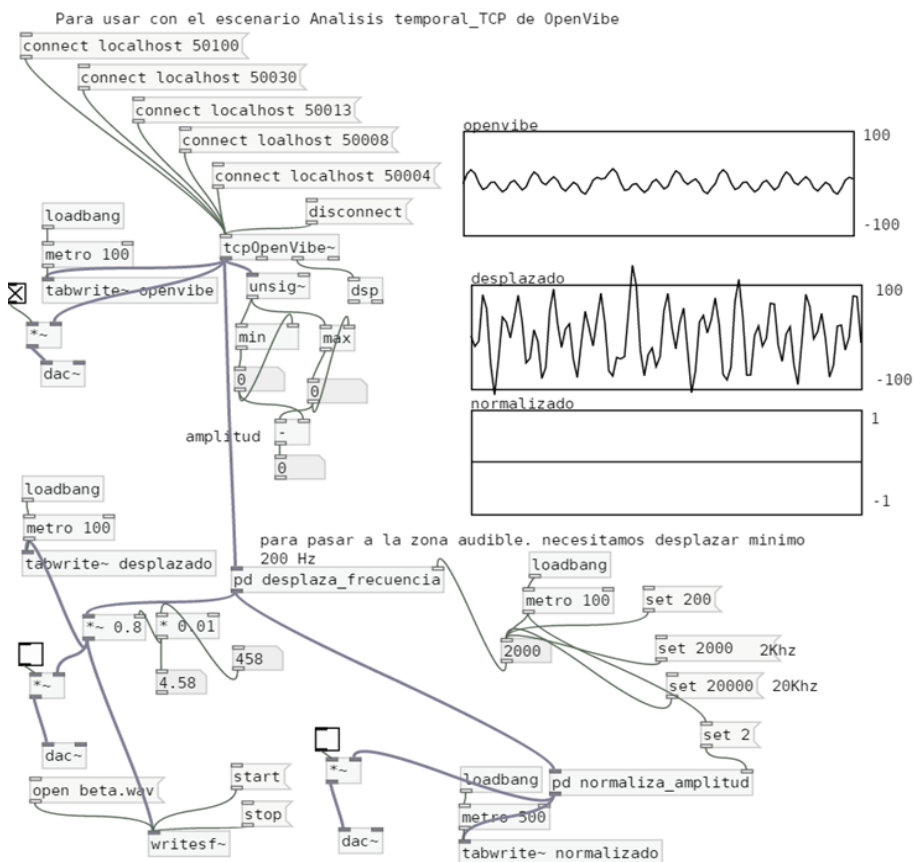 Para usar con el escenario Analisis temporal_TCP de OpenVibe
connect localhost 50100
connect localhost 50030
connect localhost 50013
connect loalhost 50008
connect localhost 50004
disconnect
loadbang
metro 100
tcpOpenVibe~
tabwrite~ openvibe
unsig~
dsp
*~
dac~
min
max
0
0
amplitud
-
0
openvibe
100
-100
desplazado
100
-100
normalizado
1
-1
loadbang
metro 100
tabwrite~ desplazado
para pasar a la zona audible. necesitamos desplazar minimo
200 Hz
pd desplaza_frecuencia
loadbang
metro 100
set 200
2000
set 2000
2Khz
set 20000
20Khz
set 2
*~ 0.8
* 0.01
458
4.58
*~
dac~
open beta.wav
start
stop
writesf~
*~
dac~
loadbang
pd normaliza_amplitud
metro 500
tabwrite~ normalizado